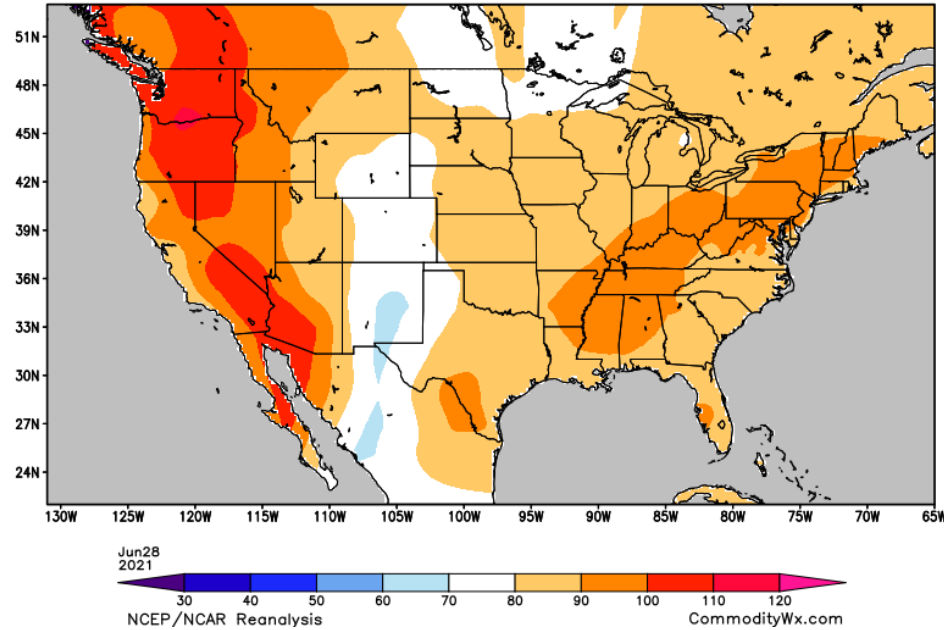 51N
48N
45N
42N
39N
36N
33N
30N
27N
24N
130W 125W 120W 115W 110W 105W 100W 95W 90W 85W 80W 75W 70W 65W
Jun28
2021
30 40 50 60 70 80 90 100 110 120
NCEP/NCAR Reanalysis CommodityWx.com